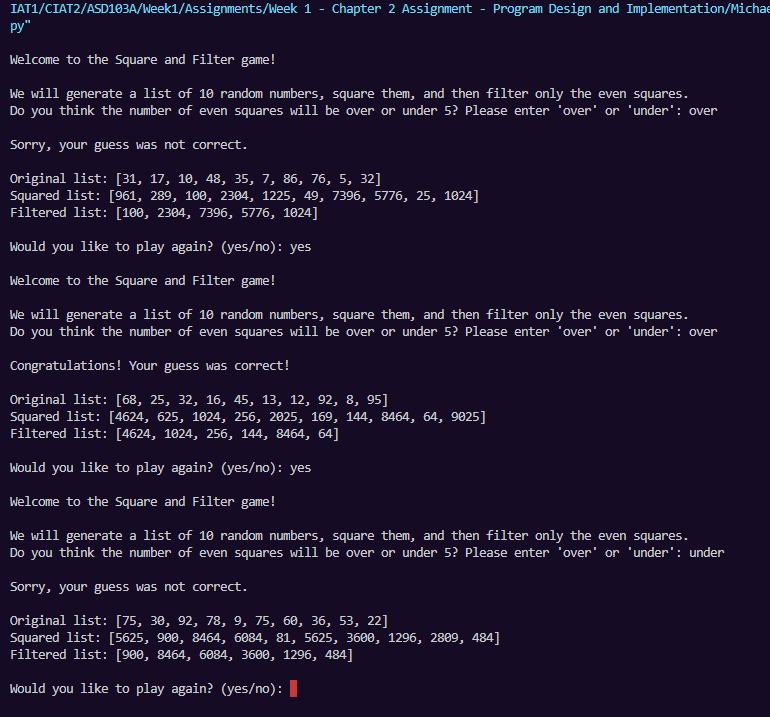 IAT1/CIAT2/ASD103A/Week1/Assignments/Week 1 - Chapter 2 Assignment - Program Design and Implementation/Michae
py"
Welcome to the Square and Filter game!
We will generate a list of 10 random numbers, square them, and then filter only the even squares.
Do you think the number of even squares will be over or under 5? Please enter 'over' or 'under': over
Sorry, your guess was not correct.
Original list: [31, 17, 10, 48, 35, 7, 86, 76, 5, 32]
Squared list: [961, 289, 100, 2304, 1225, 49, 7396, 5776, 25, 1024]
Filtered list: [100, 2304, 7396, 5776, 1024]
Would you like to play again? (yes/no): yes
Welcome to the Square and Filter game!
We will generate a list of 10 random numbers, square them, and then filter only the even squares.
Do you think the number of even squares will be over or under 5? Please enter 'over' or 'under': over
Congratulations! Your guess was correct!
Original list: [68, 25, 32, 16, 45, 13, 12, 92, 8, 95]
Squared list: [4624, 625, 1024, 256, 2025, 169, 144, 8464, 64, 9025]
Filtered list: [4624, 1024, 256, 144, 8464, 64]
Would you like to play again? (yes/no): yes
Welcome to the Square and Filter game!
We will generate a list of 10 random numbers, square them, and then filter only the even squares.
Do you think the number of even squares will be over or under 5? Please enter 'over' or 'under': under
Sorry, your guess was not correct.
Original list: [75, 30, 92, 78, 9, 75, 60, 36, 53, 22]
Squared list: [5625, 900, 8464, 6084, 81, 5625, 3600, 1296, 2809, 484]
Filtered list: [900, 8464, 6084, 3600, 1296, 484]
Would you like to play again? (yes/no):